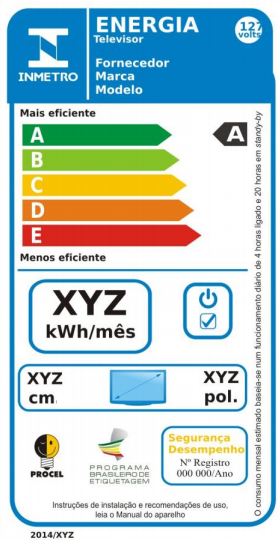 ENERGIA
Televisor
127
volts
INMETRO
Fornecedor
Marca
Modelo
Mais eficiente
A
A
B
C
D
E
Menos eficiente
XYZ
kWh/mês
XYZ
cm
XYZ
pol.
PROCEL
PROGRAMA
BRASILEIRO DE
ETIQUETAGEM
Segurança
Desempenho
Nº Registro
000 000/Ano
O consumo mensal estimado baseia-se num funcionamento diário de 4 horas ligado e 20 horas em standy-by
Instruções de instalação e recomendações de uso,
leia o Manual do aparelho
2014/XYZ